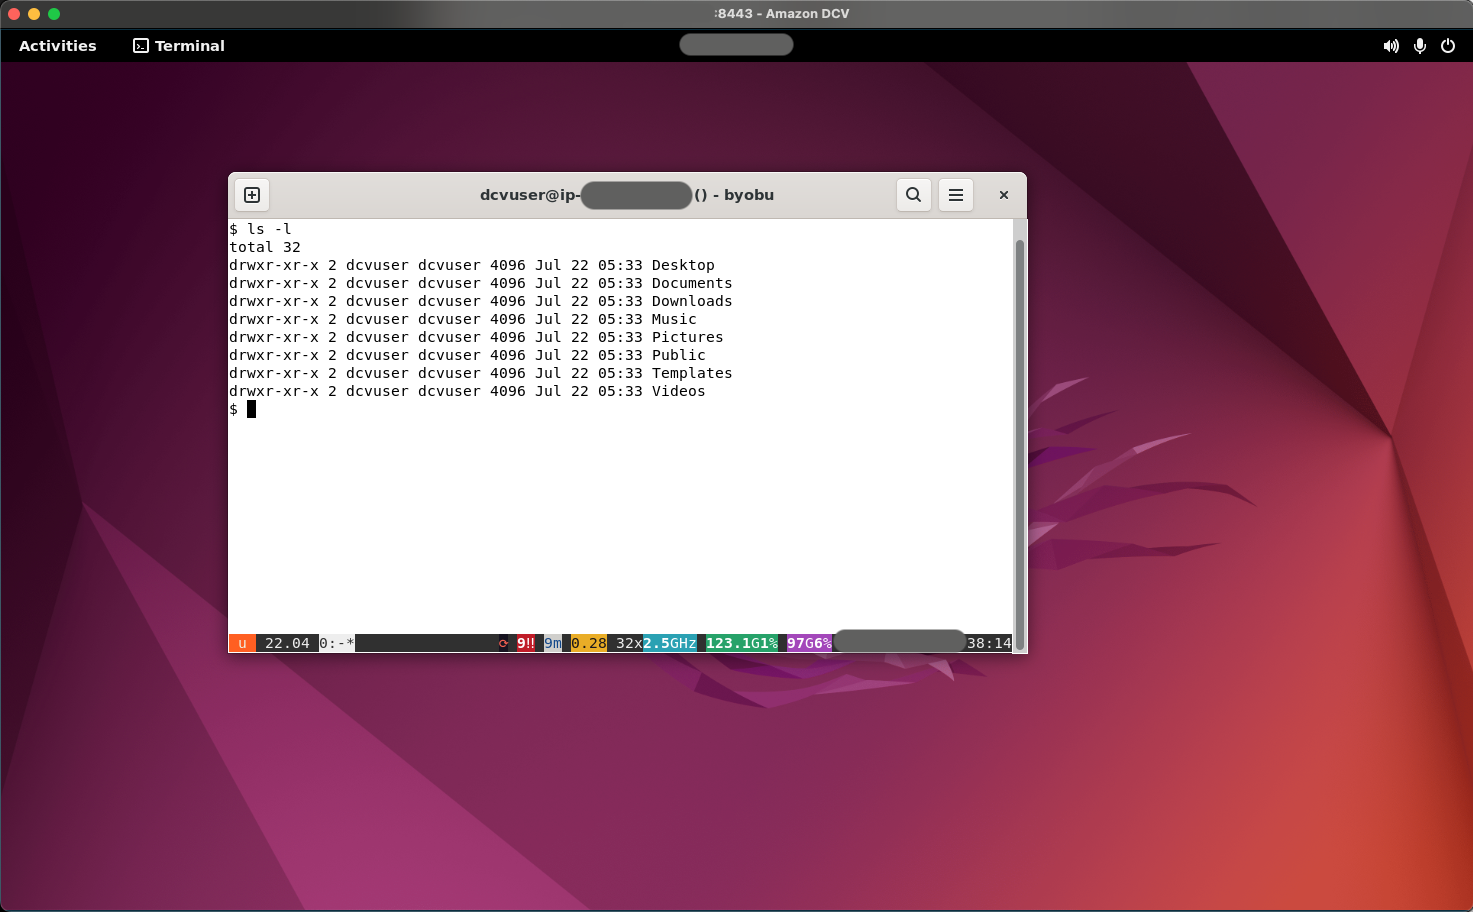 :8443 - Amazon DCV
Activities Terminal
dcvuser@ip- () - byobu
$ ls -l
total 32
drwxr-xr-x 2 dcvuser dcvuser 4096 Jul 22 05:33 Desktop
drwxr-xr-x 2 dcvuser dcvuser 4096 Jul 22 05:33 Documents
drwxr-xr-x 2 dcvuser dcvuser 4096 Jul 22 05:33 Downloads
drwxr-xr-x 2 dcvuser dcvuser 4096 Jul 22 05:33 Music
drwxr-xr-x 2 dcvuser dcvuser 4096 Jul 22 05:33 Pictures
drwxr-xr-x 2 dcvuser dcvuser 4096 Jul 22 05:33 Public
drwxr-xr-x 2 dcvuser dcvuser 4096 Jul 22 05:33 Templates
drwxr-xr-x 2 dcvuser dcvuser 4096 Jul 22 05:33 Videos
$
u 22.04 0:-* ⟳ 9!! 9m 0.28 32x2.5GHz 123.1G1% 97G6% 38:14